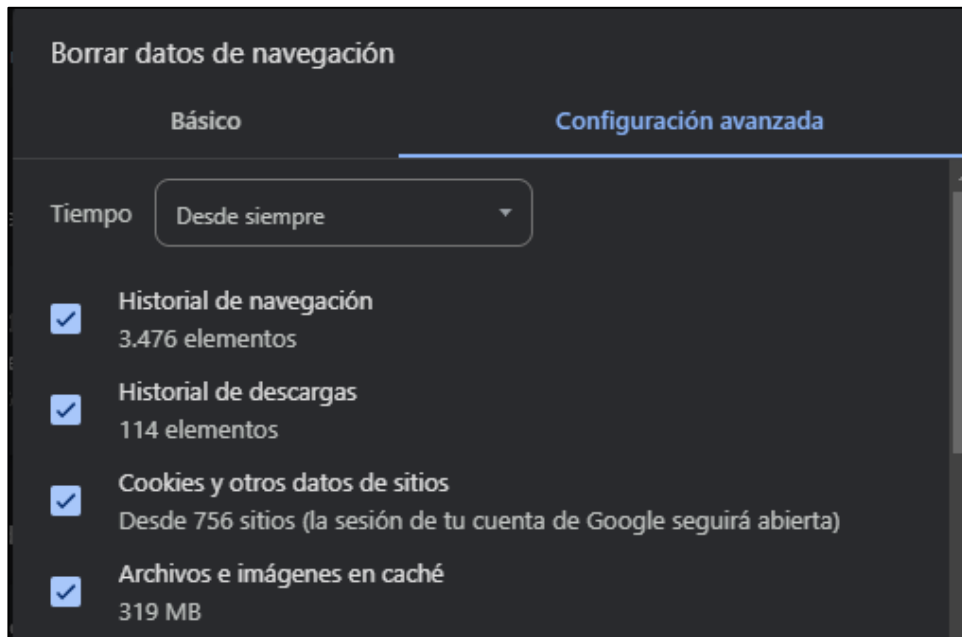 Borrar datos de navegación
Básico
Configuración avanzada
Tiempo
Desde siempre
Historial de navegación
3.476 elementos
Historial de descargas
114 elementos
Cookies y otros datos de sitios
Desde 756 sitios (la sesión de tu cuenta de Google seguirá abierta)
Archivos e imágenes en caché
319 MB